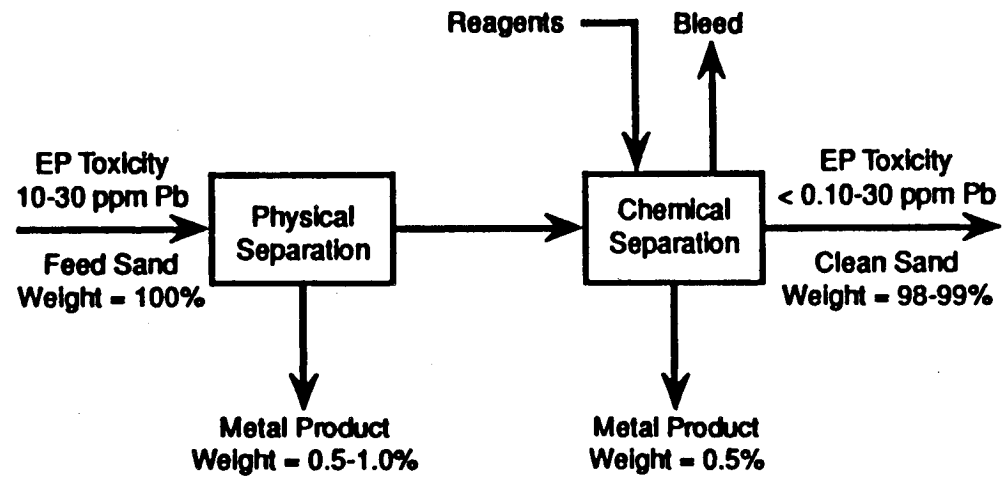 Reagents
Bleed
EP Toxicity
10-30 ppm Pb
Feed Sand
Weight = 100%
Physical
Separation
Chemical
Separation
EP Toxicity
< 0.10-30 ppm Pb
Clean Sand
Weight = 98-99%
Metal Product
Weight = 0.5-1.0%
Metal Product
Weight = 0.5%